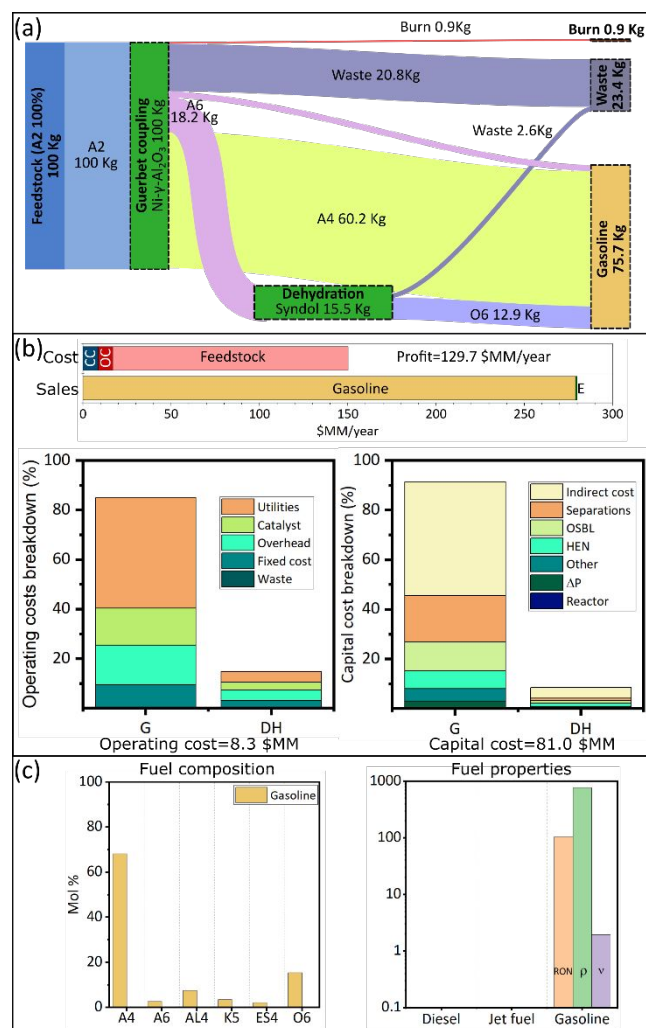 (a)
Burn 0.9Kg
Burn 0.9 Kg
Feedstock (A2 100%)
100 Kg
A2
100 Kg
Guerbet coupling
Ni-γ-Al₂O₃ 100 Kg
Waste 20.8Kg
Waste
23.4 Kg
A6
18.2 Kg
Waste 2.6Kg
A4 60.2 Kg
Gasoline
75.7 Kg
Dehydration
Syndol 15.5 Kg
O6 12.9 Kg
(b)
Cost
CC
OC
Feedstock
Profit=129.7 $MM/year
Sales
Gasoline
E
0 50 100 150 200 250 300
$MM/year
Operating costs breakdown (%)
100
80
60
40
20
Utilities
Catalyst
Overhead
Fixed cost
Waste
G DH
Operating cost=8.3 $MM
Capital cost breakdown (%)
100
80
60
40
20
Indirect cost
Separations
OSBL
HEN
Other
ΔP
Reactor
G DH
Capital cost=81.0 $MM
(c)
Fuel composition
Mol %
100
80
60
40
20
0
Gasoline
A4 A6 AL4 K5 ES4 O6
Fuel properties
1000
100
10
1
0.1
RON ρ ν
Diesel Jet fuel Gasoline